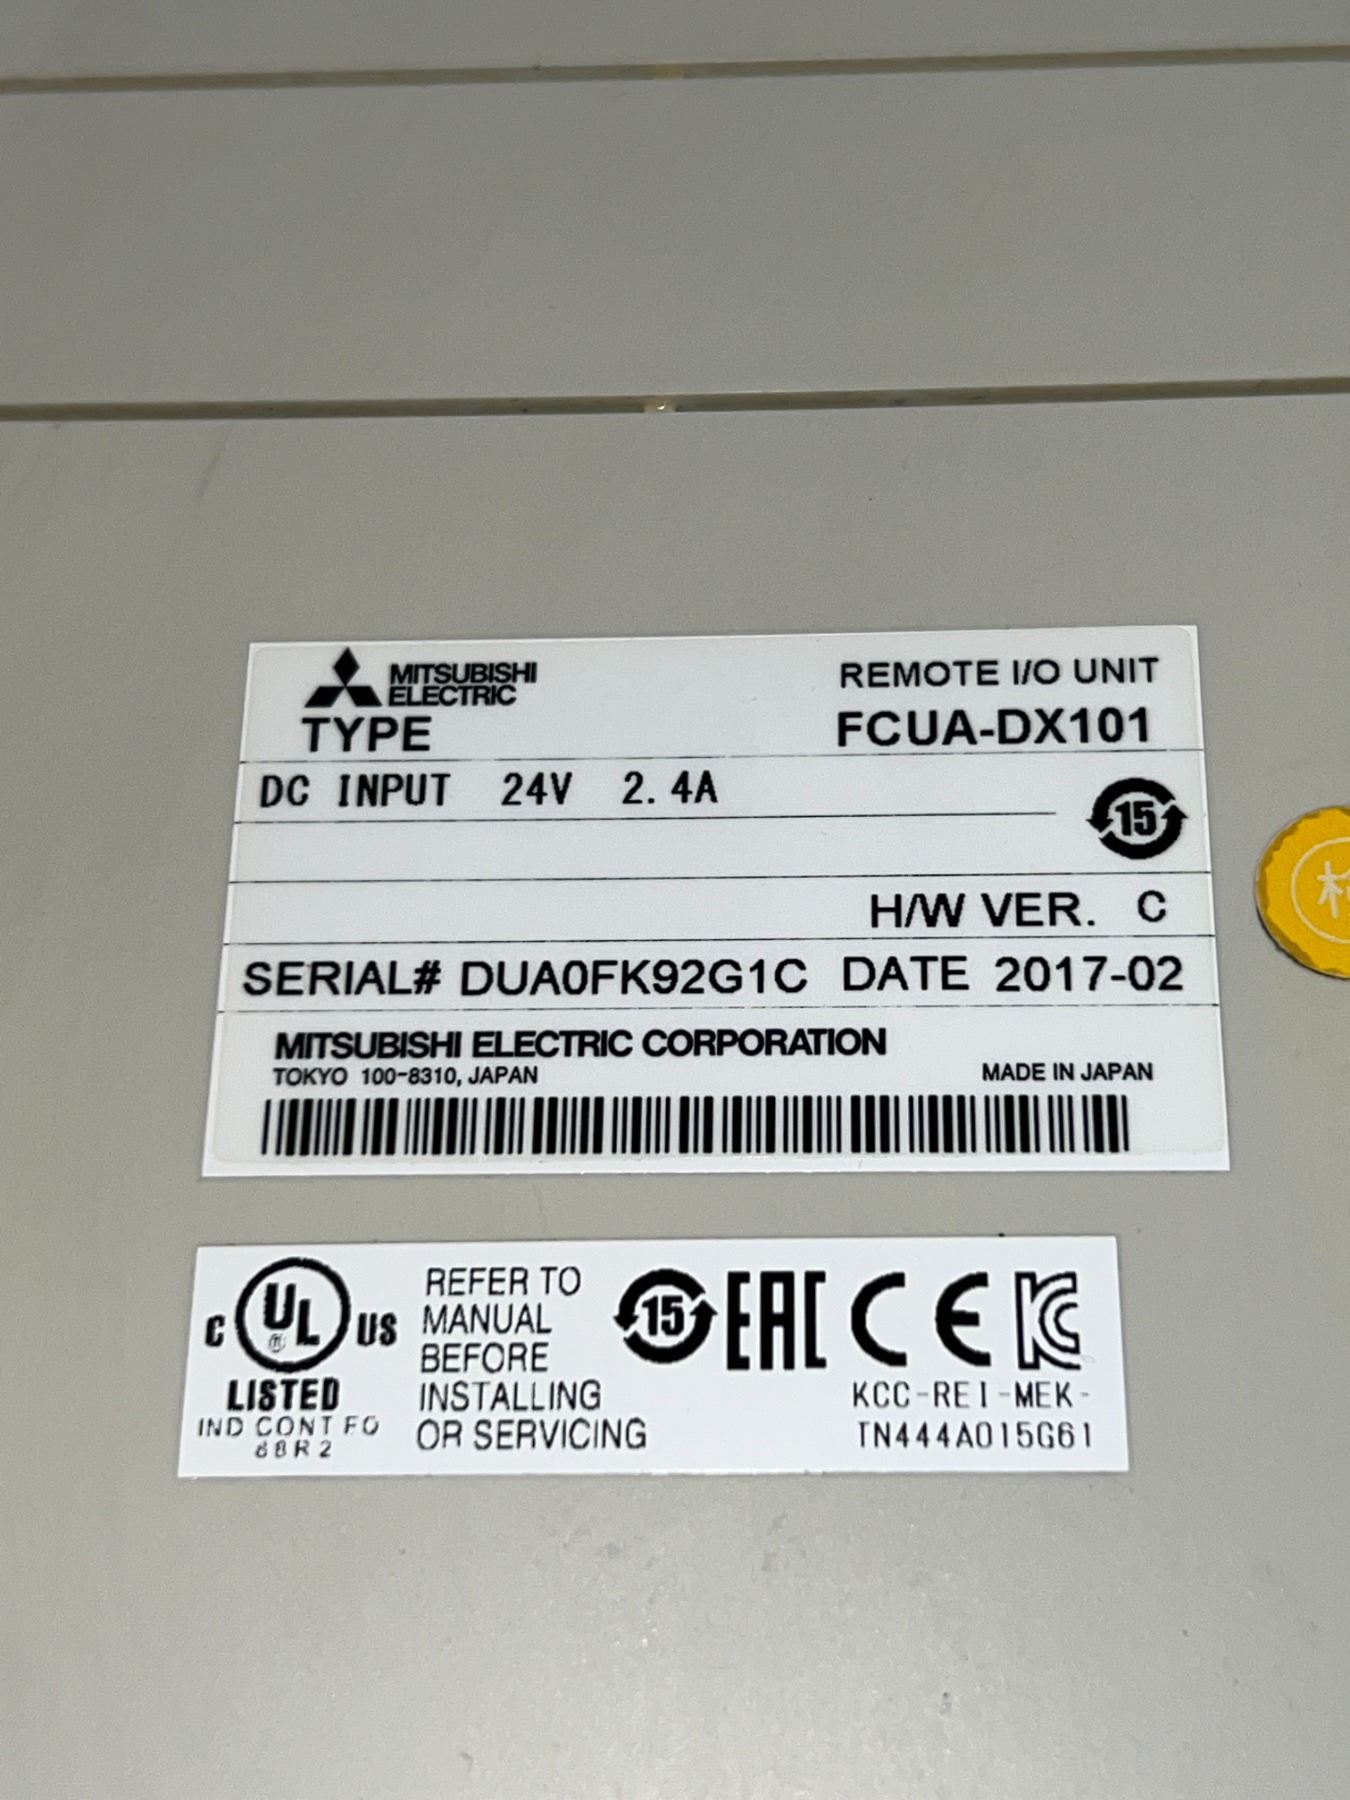 MITSUBISHI
ELECTRIC
REMOTE I/O UNIT
TYPE FCUA-DX101
DC INPUT 24V 2.4A
15
H/W VER. C
SERIAL# DUA0FK92G1C DATE 2017-02
MITSUBISHI ELECTRIC CORPORATION
TOKYO 100-8310, JAPAN MADE IN JAPAN
C UL US
LISTED
IND CONT EQ
88R2
REFER TO
MANUAL
BEFORE
INSTALLING
OR SERVICING
15 EAC CE KC
KCC-REI-MEK-
TN444A015G61